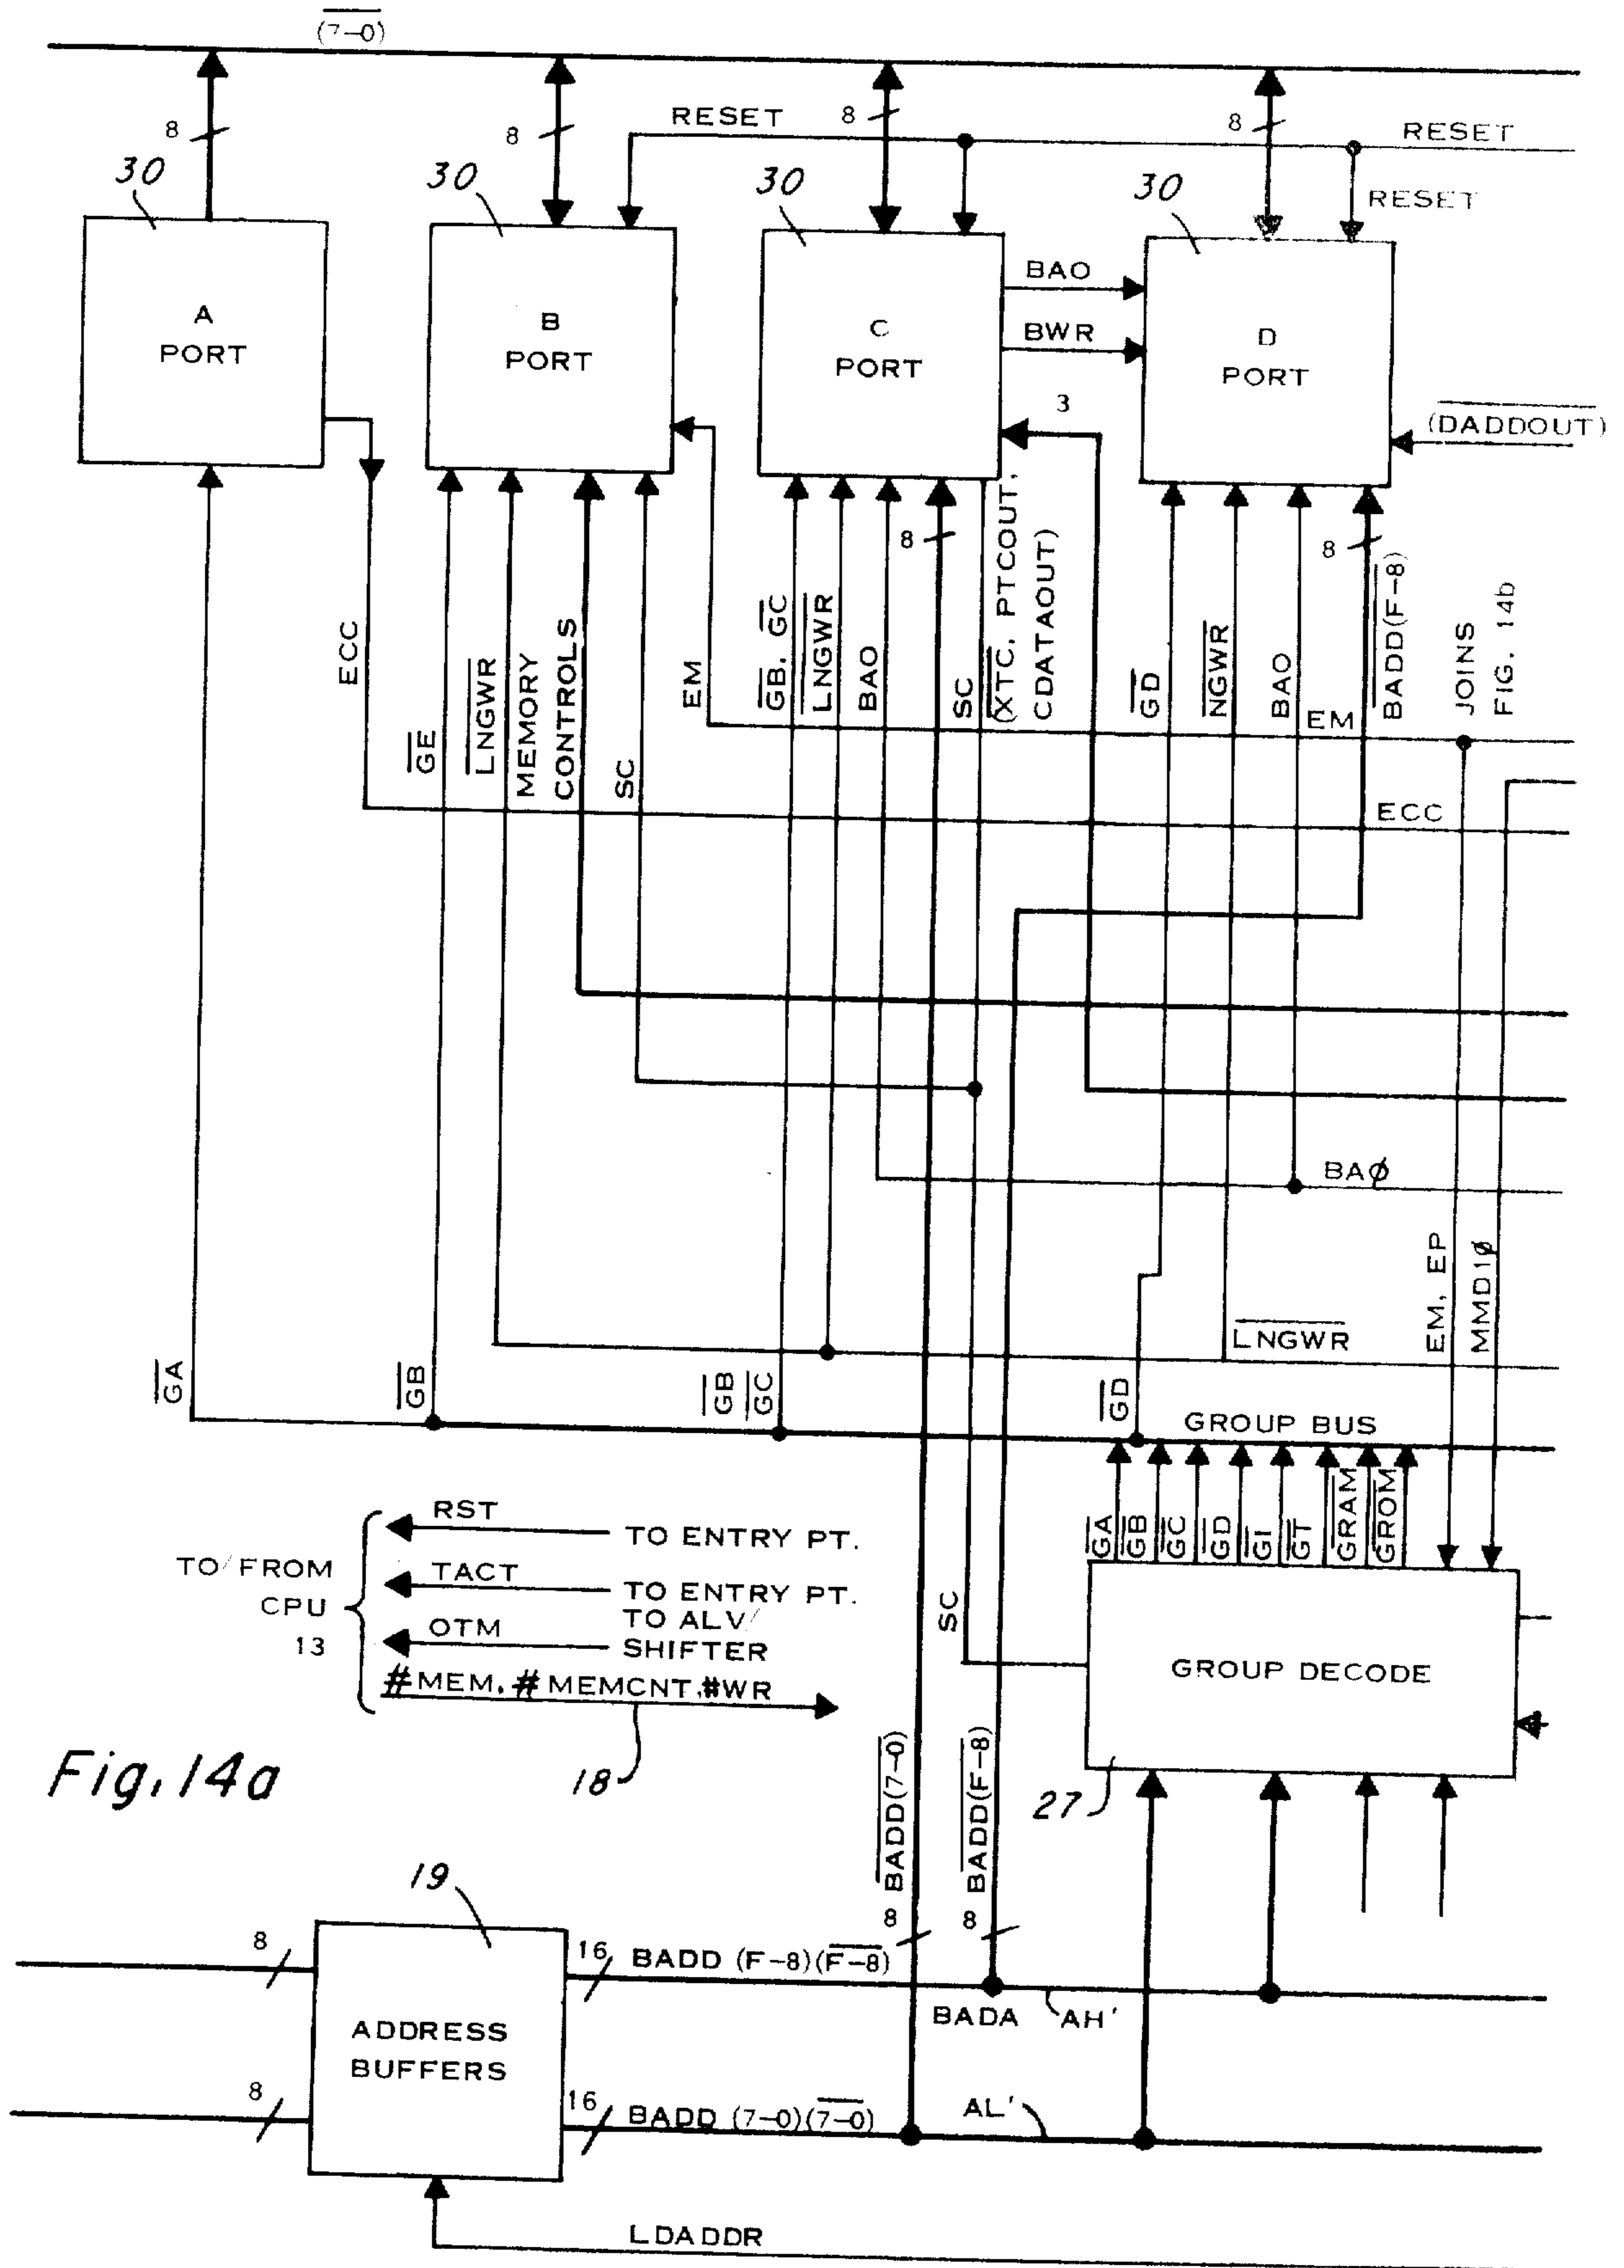 (7-0)
8
8
RESET
8
8
RESET
30
30
30
30
RESET
A
PORT
B
PORT
C
PORT
D
PORT
BAO
BWR
3
(DADDOUT)
8
8
ECC
GE
LNGWR
MEMORY
CONTROLS
SC
EM
GB, GC
LNGWR
BAO
SC
(XTC, PTCOUT,
CDATAOUT)
GD
NGWR
BAO
EM
BADD(F-8)
JOINS
FIG. 14b
ECC
BAØ
EM, EP
MMD1Ø
LNGWR
GA
GB
GB
GC
GD
GROUP BUS
GA
GB
GC
GD
GI
GT
GRAM
GROM
TO/FROM
CPU
13
RST
TO ENTRY PT.
TACT
TO ENTRY PT.
OTM
TO ALV/
SHIFTER
#MEM, #MEMCNT, #WR
18
SC
GROUP DECODE
27
Fig. 14a
BADD(7-0)
BADD(F-8)
8
8
19
8
ADDRESS
BUFFERS
16
BADD (F-8)(F-8)
BADA
AH'
8
16
BADD (7-0)(7-0)
AL'
LDADDR